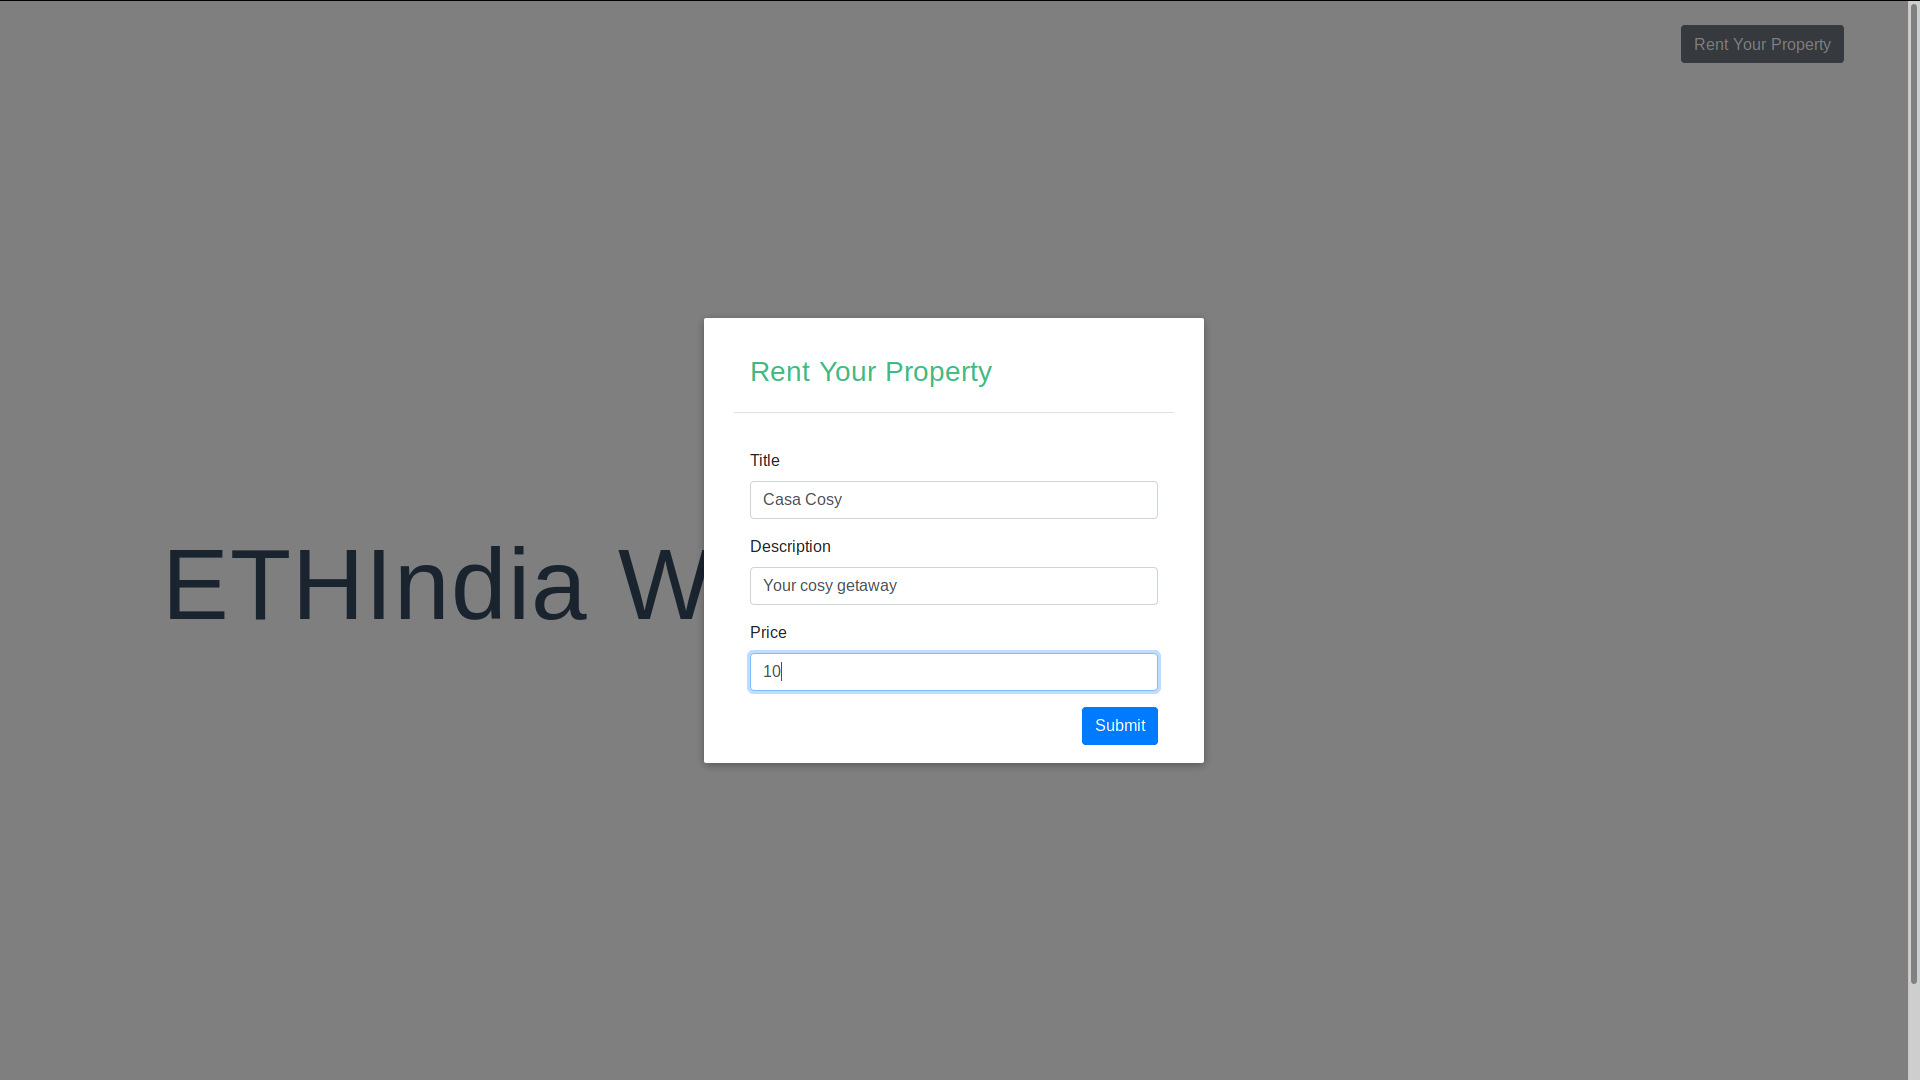 Rent Your Property
Rent Your Property
Title
Casa Cosy
Description
Your cosy getaway
ETHIndia W
Price
10
Submit